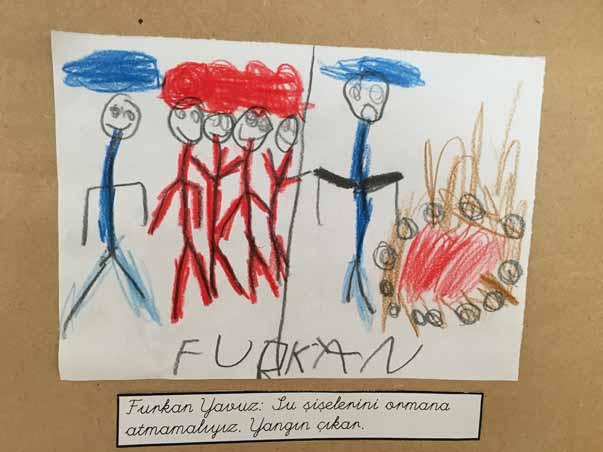 FURKAN
Furkan Yavuz: Su şişelerini ormana
atmamalıyız. Yangın çıkar.